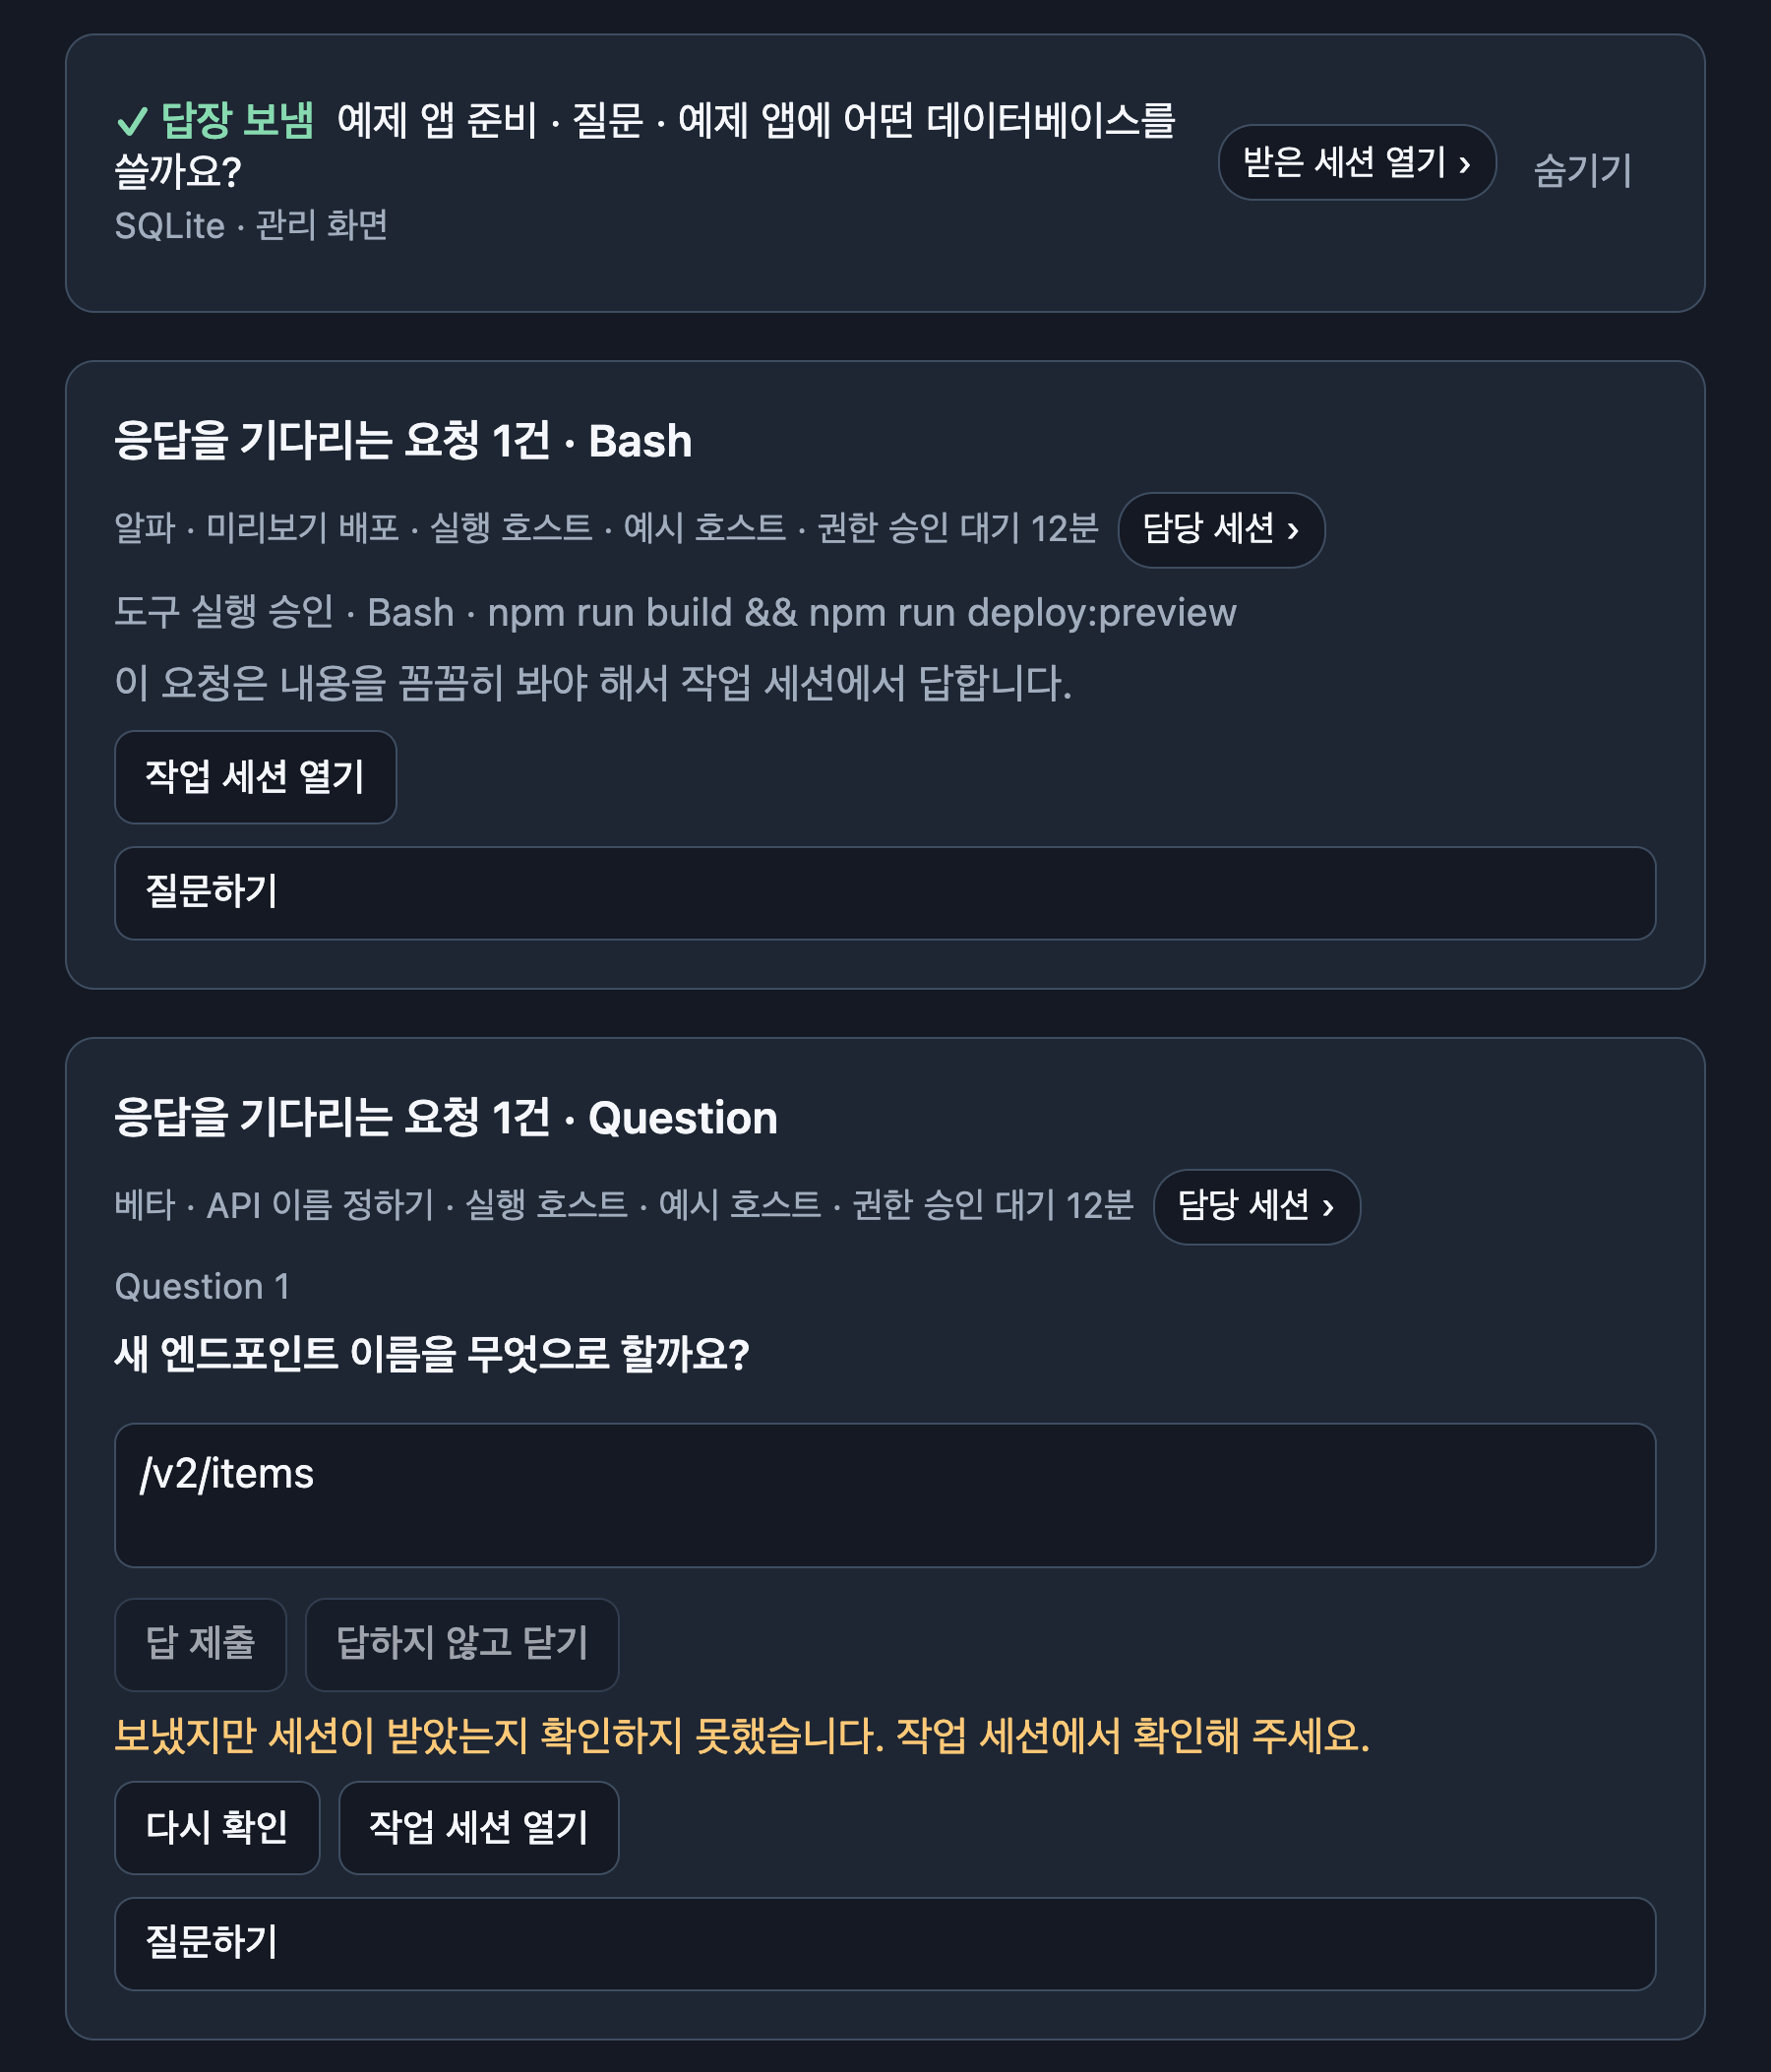 ✓ 답장 보냄 예제 앱 준비 · 질문 · 예제 앱에 어떤 데이터베이스를
쓸까요?
SQLite · 관리 화면
받은 세션 열기 ›
숨기기
응답을 기다리는 요청 1건 · Bash
알파 · 미리보기 배포 · 실행 호스트 · 예시 호스트 · 권한 승인 대기 12분 담당 세션 ›
도구 실행 승인 · Bash · npm run build && npm run deploy:preview
이 요청은 내용을 꼼꼼히 봐야 해서 작업 세션에서 답합니다.
작업 세션 열기
질문하기
응답을 기다리는 요청 1건 · Question
베타 · API 이름 정하기 · 실행 호스트 · 예시 호스트 · 권한 승인 대기 12분 담당 세션 ›
Question 1
새 엔드포인트 이름을 무엇으로 할까요?
/v2/items
답 제출 답하지 않고 닫기
보냈지만 세션이 받았는지 확인하지 못했습니다. 작업 세션에서 확인해 주세요.
다시 확인 작업 세션 열기
질문하기